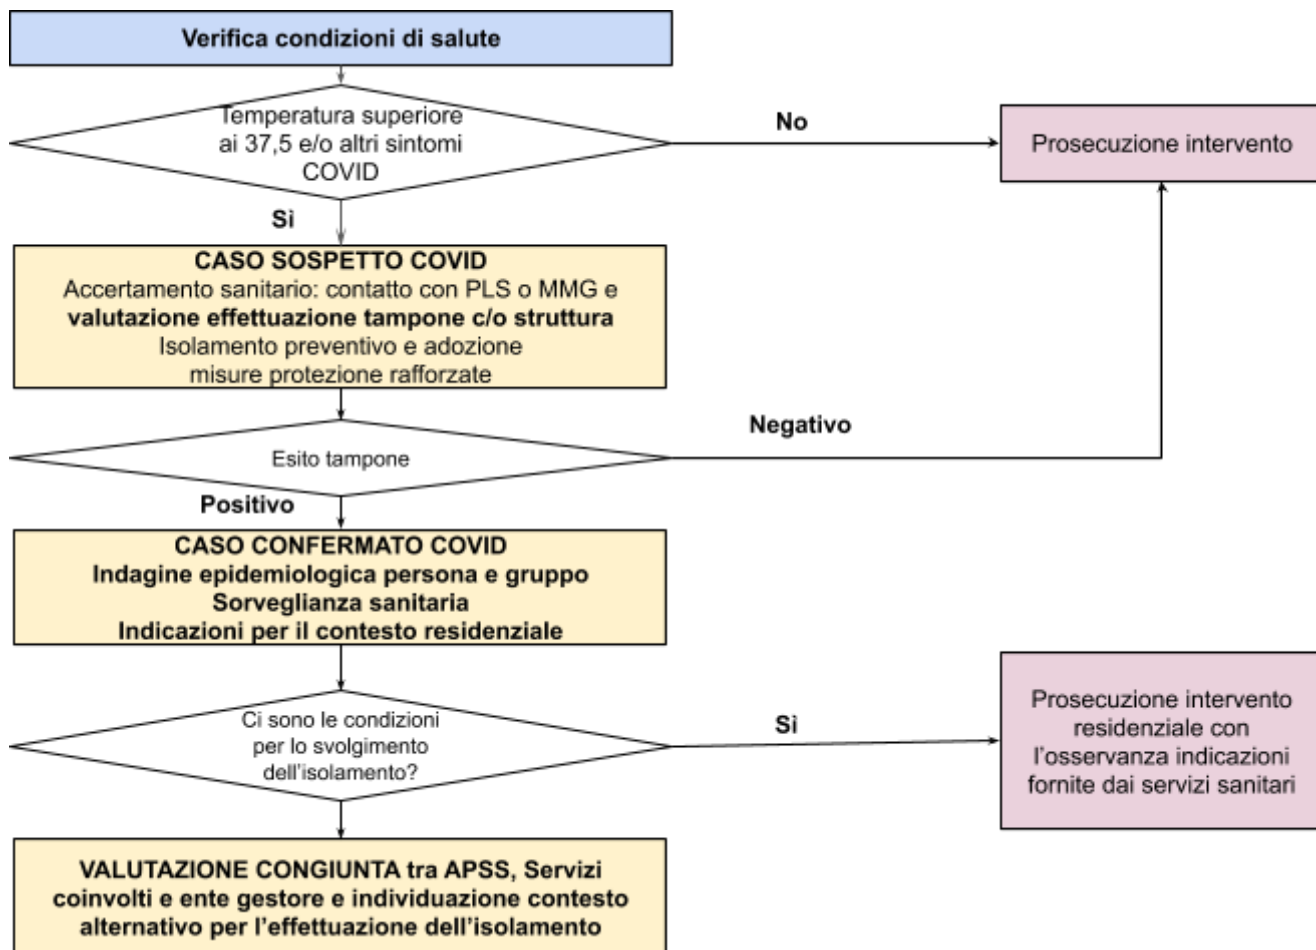 Verifica condizioni di salute
Temperatura superiore
ai 37,5 e/o altri sintomi
COVID
No
Prosecuzione intervento
Sì
CASO SOSPETTO COVID
Accertamento sanitario: contatto con PLS o MMG e
valutazione effettuazione tampone c/o struttura
Isolamento preventivo e adozione
misure protezione rafforzate
Negativo
Esito tampone
Positivo
CASO CONFERMATO COVID
Indagine epidemiologica persona e gruppo
Sorveglianza sanitaria
Indicazioni per il contesto residenziale
Ci sono le condizioni
per lo svolgimento
dell'isolamento?
Sì
Prosecuzione intervento
residenziale con
l'osservanza indicazioni
fornite dai servizi sanitari
VALUTAZIONE CONGIUNTA tra APSS, Servizi
coinvolti e ente gestore e individuazione contesto
alternativo per l'effettuazione dell'isolamento